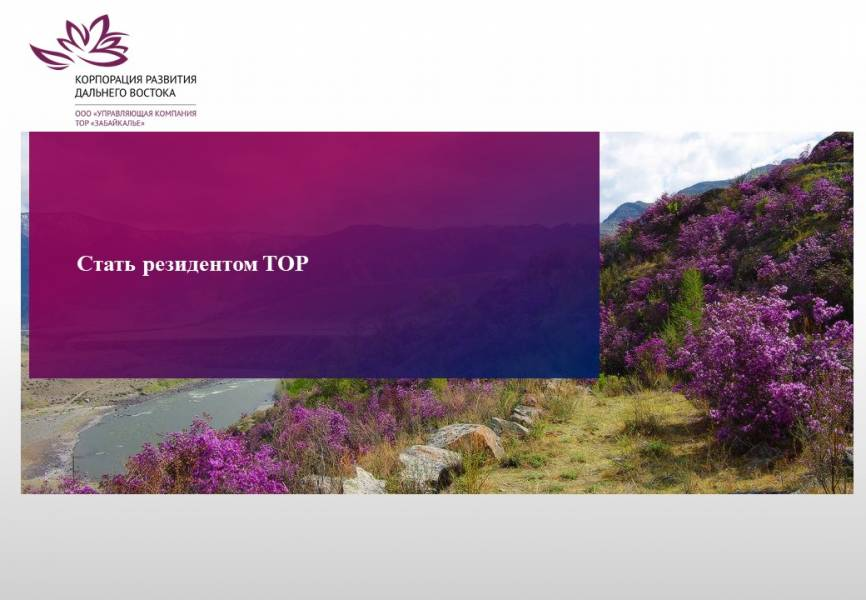 КОРПОРАЦИЯ РАЗВИТИЯ
ДАЛЬНЕГО ВОСТОКА
ООО «УПРАВЛЯЮЩАЯ КОМПАНИЯ
ТОР «ЗАБАЙКАЛЬЕ»
Стать резидентом ТОР